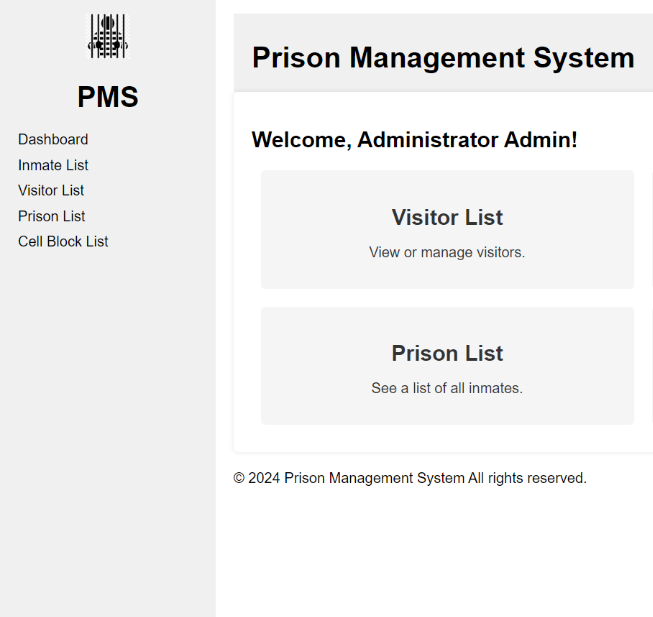 PMS
Dashboard
Inmate List
Visitor List
Prison List
Cell Block List
Prison Management System
Welcome, Administrator Admin!
Visitor List
View or manage visitors.
Prison List
See a list of all inmates.
© 2024 Prison Management System All rights reserved.